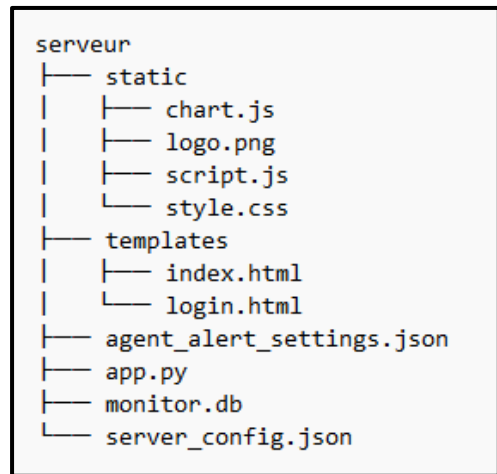 serveur
├── static
│   ├── chart.js
│   ├── logo.png
│   ├── script.js
│   └── style.css
├── templates
│   ├── index.html
│   └── login.html
├── agent_alert_settings.json
├── app.py
├── monitor.db
└── server_config.json